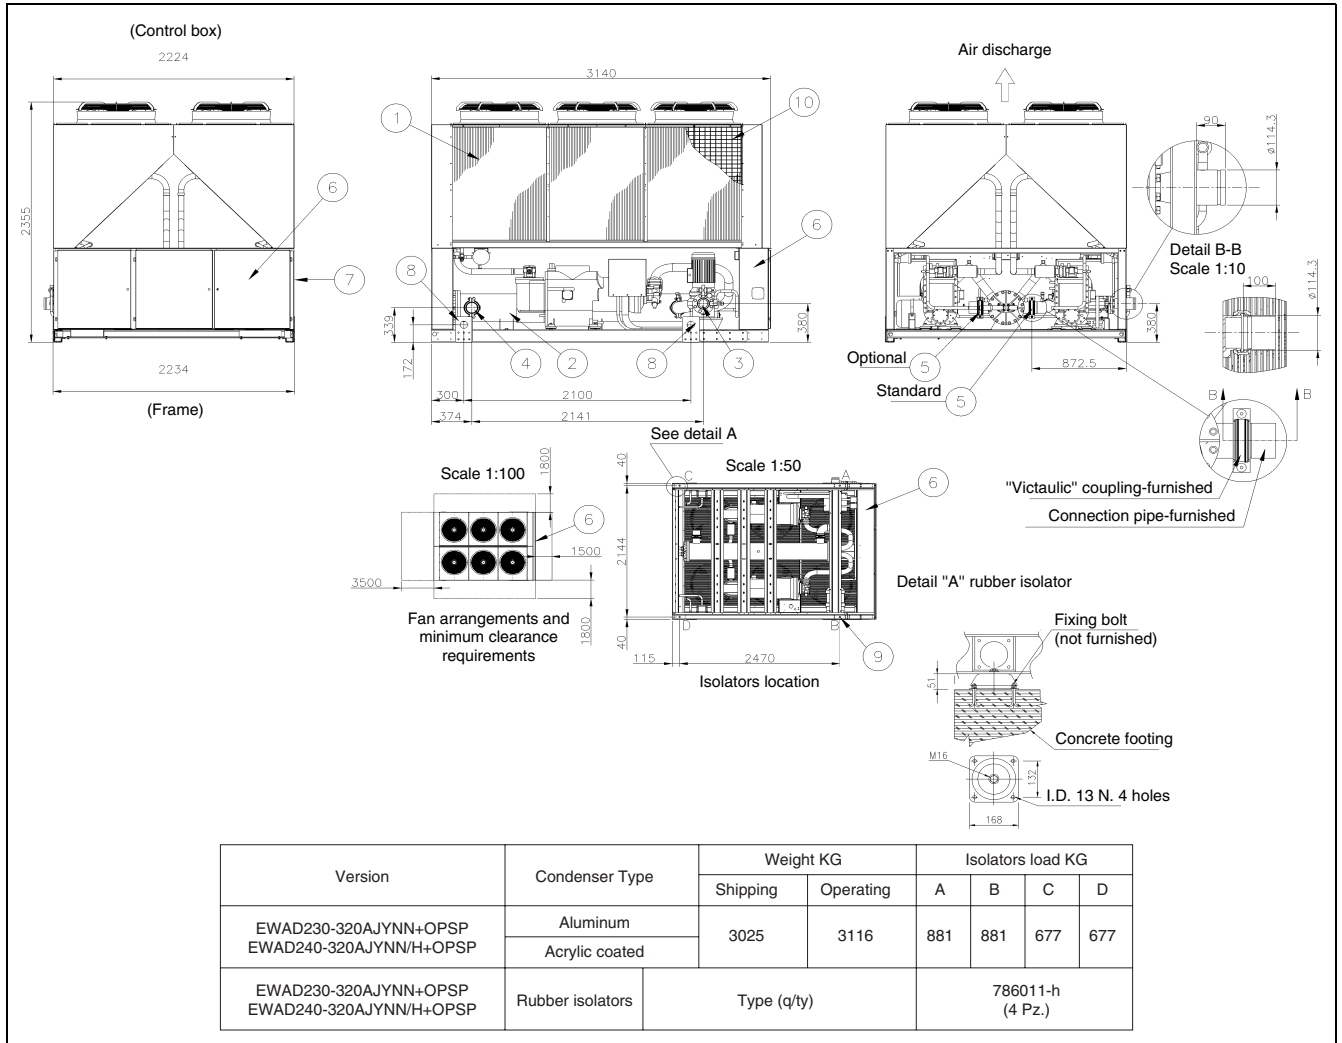 (Control box)
2224
2355
6
7
2234
(Frame)
3140
1
10
6
8
339
172
4
2
8
3
380
300
2100
374
2141
Air discharge
90
ø114.3
Detail B-B
Scale 1:10
100
ø114.3
380
Optional
5
Standard
5
872.5
B
B
"Victaulic" coupling-furnished
Connection pipe-furnished
See detail A
Scale 1:100
1800
6
1500
3500
1800
Fan arrangements and
minimum clearance
requirements
Scale 1:50
40
C
A
6
2144
D
B
40
115
2470
9
Isolators location
Detail "A" rubber isolator
Fixing bolt
(not furnished)
51
Concrete footing
M16
132
I.D. 13 N. 4 holes
168
Version
Condenser Type
Weight KG
Isolators load KG
Shipping
Operating
A
B
C
D
EWAD230-320AJYNN+OPSP
EWAD240-320AJYNN/H+OPSP
Aluminum
Acrylic coated
3025
3116
881
881
677
677
EWAD230-320AJYNN+OPSP
EWAD240-320AJYNN/H+OPSP
Rubber isolators
Type (q/ty)
786011-h
(4 Pz.)